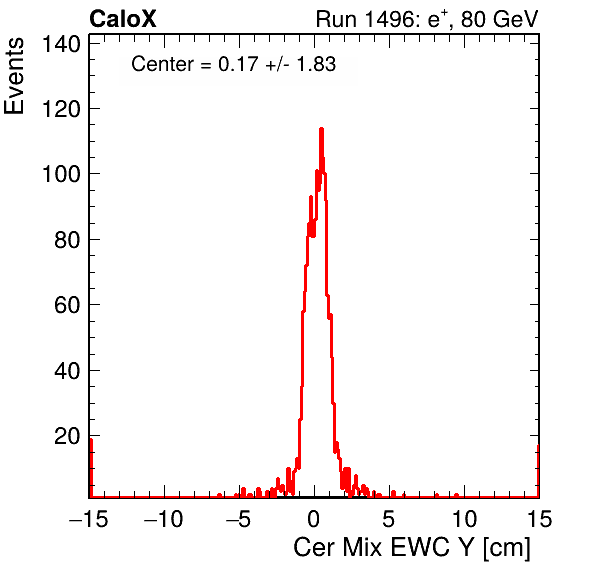 CaloX Run 1496: e+, 80 GeV
Center = 0.17 +/- 1.83
Events
140
120
100
80
60
40
20
−15 −10 −5 0 5 10 15
Cer Mix EWC Y [cm]